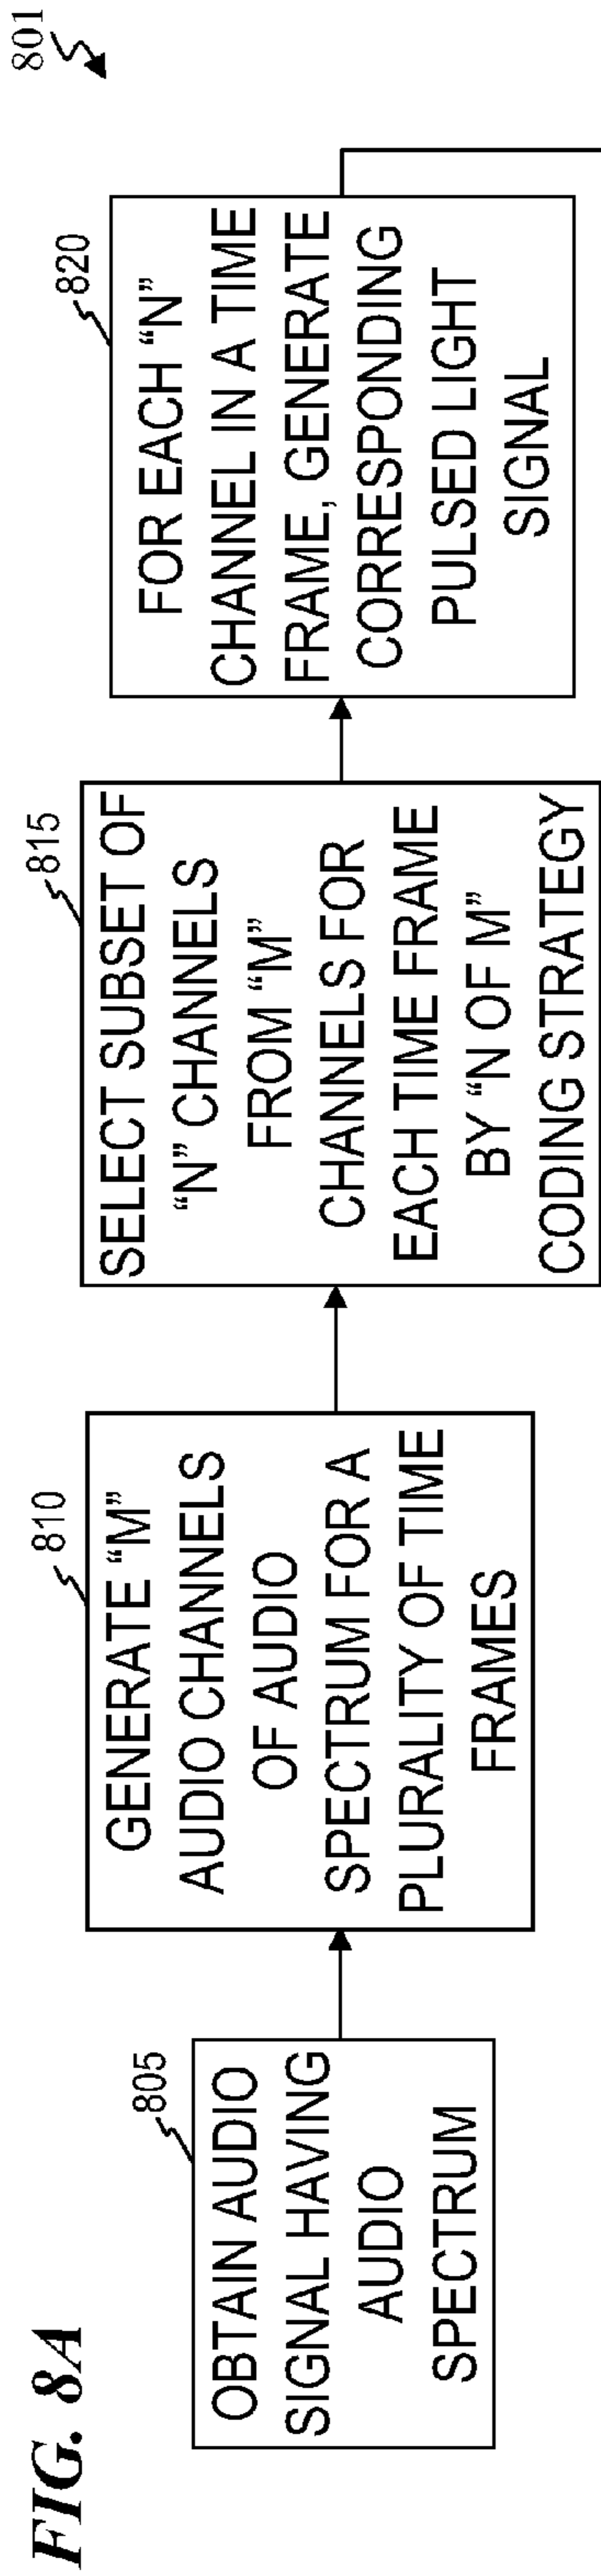 FIG. 8A
801
805
OBTAIN AUDIO
SIGNAL HAVING
AUDIO
SPECTRUM
810
GENERATE “M”
AUDIO CHANNELS
OF AUDIO
SPECTRUM FOR A
PLURALITY OF TIME
FRAMES
815
SELECT SUBSET OF
“N” CHANNELS
FROM “M”
CHANNELS FOR
EACH TIME FRAME
BY “N OF M”
CODING STRATEGY
820
FOR EACH “N”
CHANNEL IN A TIME
FRAME, GENERATE
CORRESPONDING
PULSED LIGHT
SIGNAL